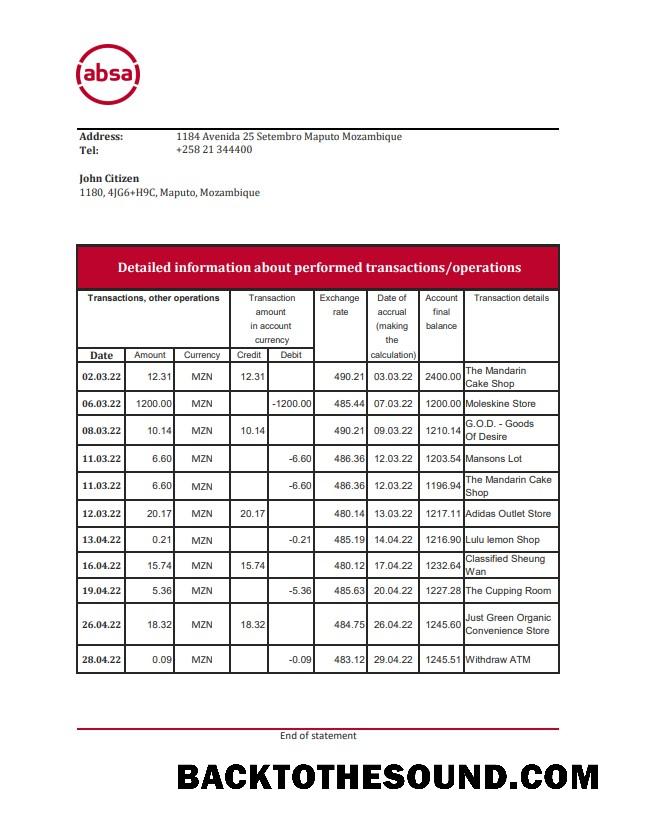 absa
Address: 1184 Avenida 25 Setembro Maputo Mozambique
Tel: +258 21 344400
John Citizen
1180, 4JG6+H9C, Maputo, Mozambique
Detailed information about performed transactions/operations
Transactions, other operations
Transaction
amount
in account
currency
Exchange
rate
Date of
accrual
(making
the
calculation)
Account
final
balance
Transaction details
Date Amount Currency Credit Debit
02.03.22 12.31 MZN 12.31 490.21 03.03.22 2400.00 The Mandarin
Cake Shop
06.03.22 1200.00 MZN -1200.00 485.44 07.03.22 1200.00 Moleskine Store
08.03.22 10.14 MZN 10.14 490.21 09.03.22 1210.14 G.O.D. - Goods
Of Desire
11.03.22 6.60 MZN -6.60 486.36 12.03.22 1203.54 Mansons Lot
11.03.22 6.60 MZN -6.60 486.36 12.03.22 1196.94 The Mandarin Cake
Shop
12.03.22 20.17 MZN 20.17 480.14 13.03.22 1217.11 Adidas Outlet Store
13.04.22 0.21 MZN -0.21 485.19 14.04.22 1216.90 Lulu lemon Shop
16.04.22 15.74 MZN 15.74 480.12 17.04.22 1232.64 Classified Sheung
Wan
19.04.22 5.36 MZN -5.36 485.63 20.04.22 1227.28 The Cupping Room
26.04.22 18.32 MZN 18.32 484.75 26.04.22 1245.60 Just Green Organic
Convenience Store
28.04.22 0.09 MZN -0.09 483.12 29.04.22 1245.51 Withdraw ATM
End of statement
BACKTOTHESOUND.COM